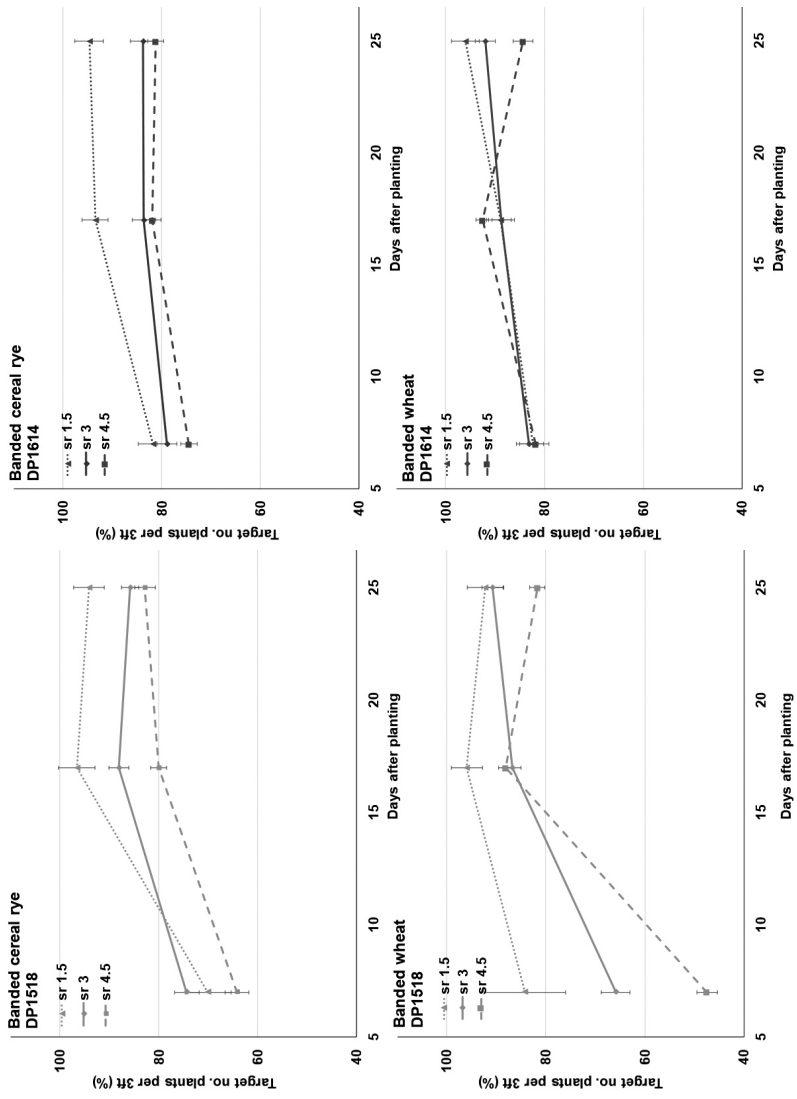 Banded cereal rye
DP1518
sr 1.5
sr 3
sr 4.5
Target no. plants per 3ft (%)
100
80
60
40
5
10
15
20
25
Days after planting
Banded cereal rye
DP1614
sr 1.5
sr 3
sr 4.5
Target no. plants per 3ft (%)
100
80
60
40
5
10
15
20
25
Days after planting
Banded wheat
DP1518
sr 1.5
sr 3
sr 4.5
Target no. plants per 3ft (%)
100
80
60
40
5
10
15
20
25
Days after planting
Banded wheat
DP1614
sr 1.5
sr 3
sr 4.5
Target no. plants per 3ft (%)
100
80
60
40
5
10
15
20
25
Days after planting